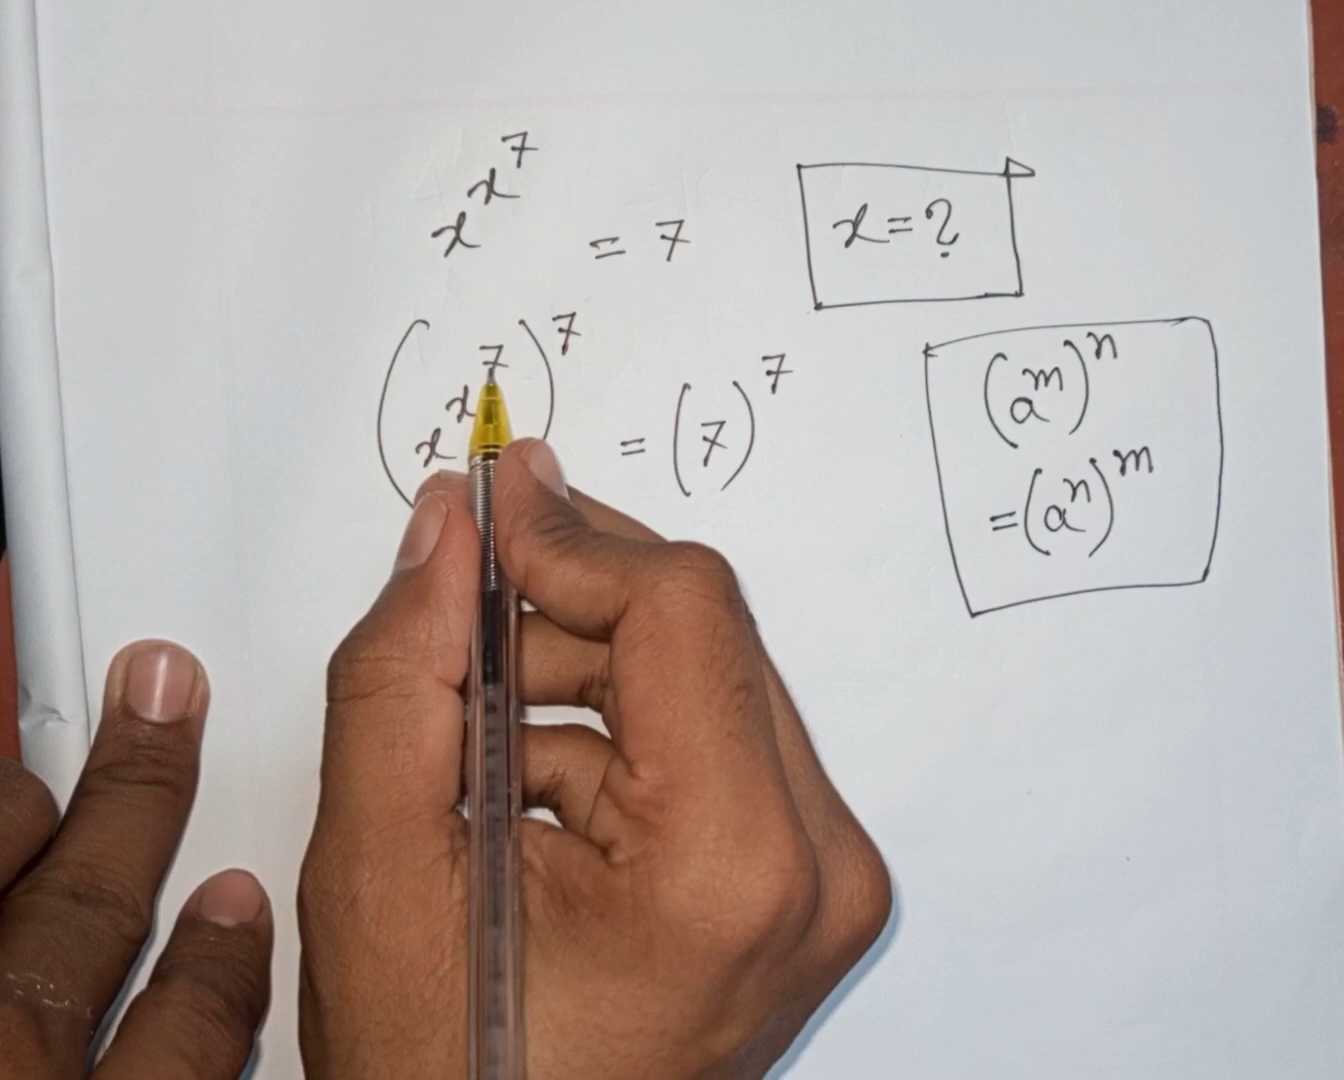 x^x^7 = 7
x = ?
(x^x^7)^7 = (7)^7
(a^m)^n
= (a^n)^m